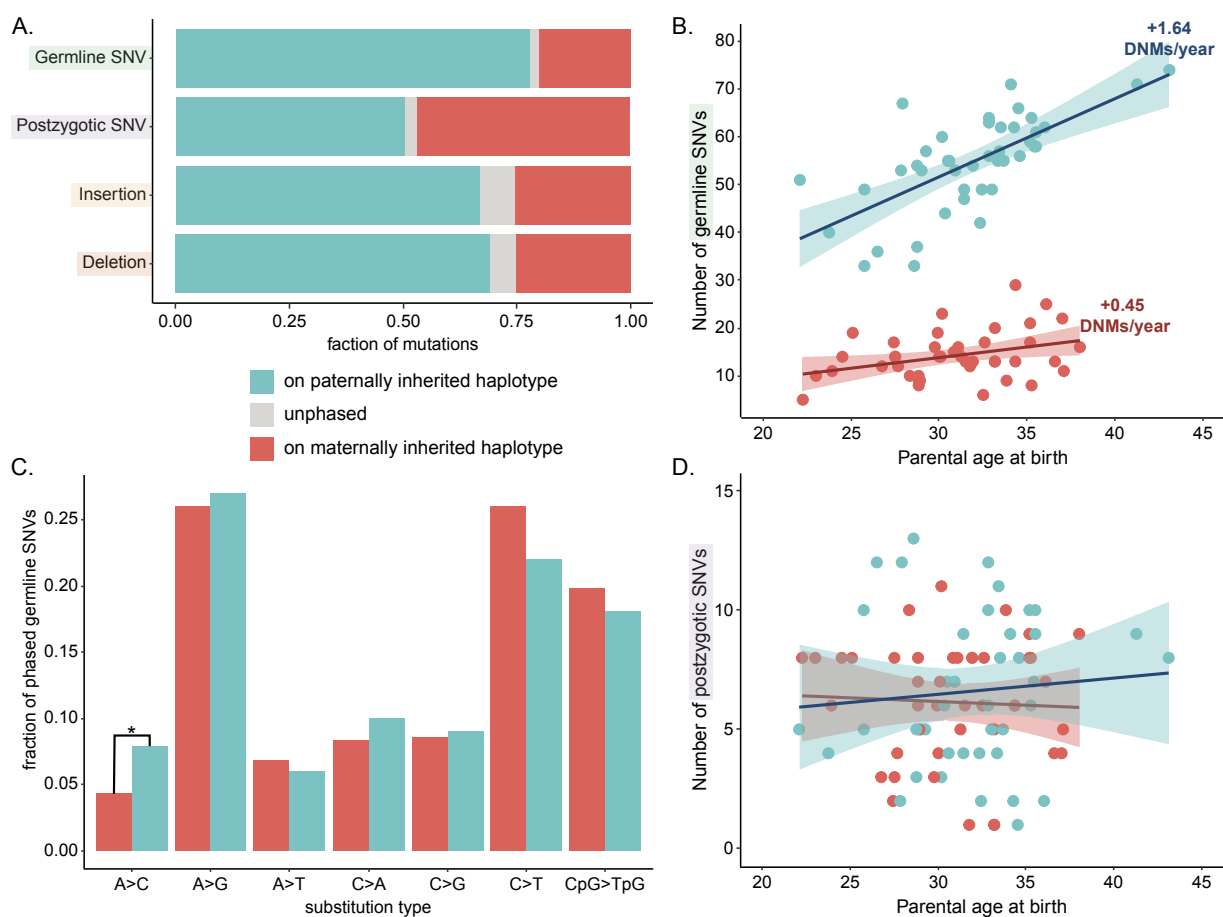 A.
Germline SNV
Postzygotic SNV
Insertion
Deletion
0.00 0.25 0.50 0.75 1.00
faction of mutations
on paternally inherited haplotype
unphased
on maternally inherited haplotype
B.
+1.64
DNMs/year
+0.45
DNMs/year
Number of germline SNVs
80
70
60
50
40
30
20
10
20 25 30 35 40 45
Parental age at birth
C.
fraction of phased germline SNVs
0.25
0.20
0.15
0.10
0.05
0.00
*
A>C A>G A>T C>A C>G C>T CpG>TpG
substitution type
D.
Number of postzygotic SNVs
15
10
5
0
20 25 30 35 40 45
Parental age at birth